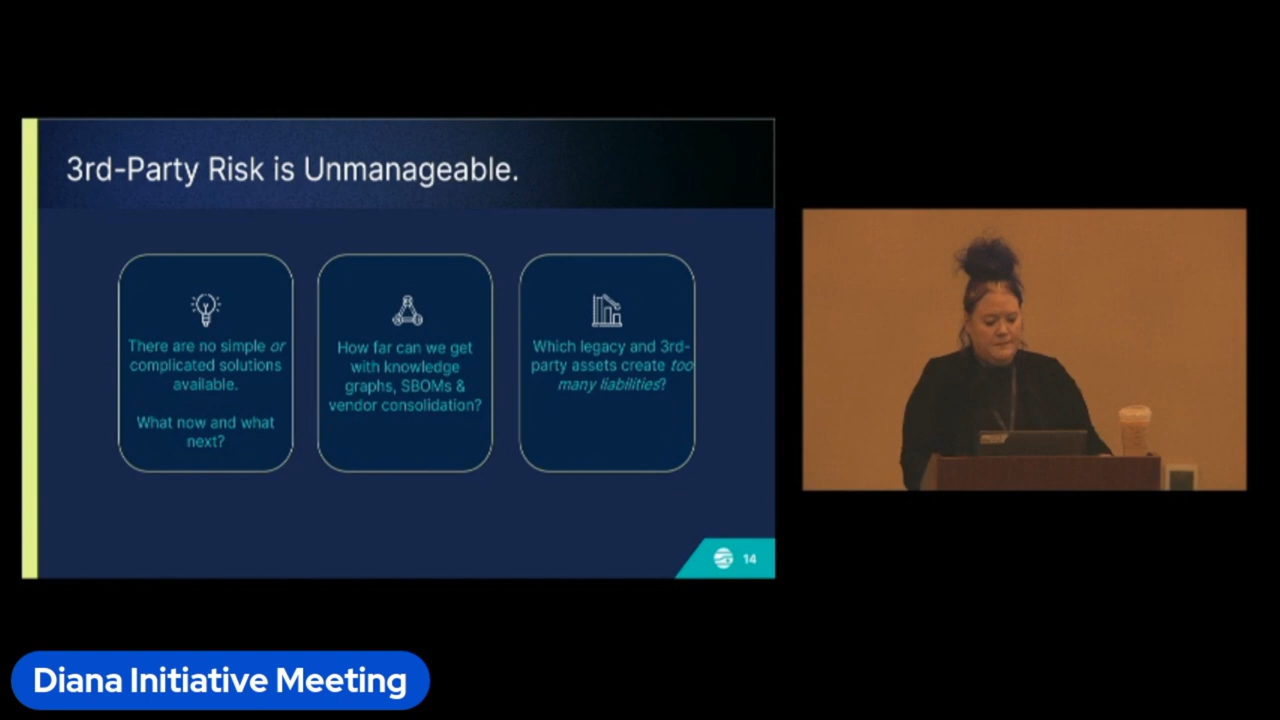 3rd-Party Risk is Unmanageable.
There are no simple or
complicated solutions
available.
What now and what
next?
How far can we get
with knowledge
graphs, SBOMs &
vendor consolidation?
Which legacy and 3rd-
party assets create too
many liabilities?
14
Diana Initiative Meeting